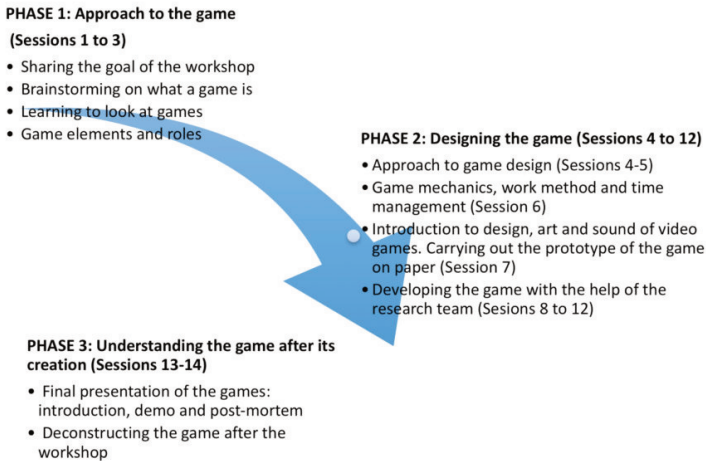 PHASE 1: Approach to the game
(Sessions 1 to 3)
• Sharing the goal of the workshop
• Brainstorming on what a game is
• Learning to look at games
• Game elements and roles
PHASE 2: Designing the game (Sessions 4 to 12)
• Approach to game design (Sessions 4-5)
• Game mechanics, work method and time
management (Session 6)
• Introduction to design, art and sound of video
games. Carrying out the prototype of the game
on paper (Session 7)
• Developing the game with the help of the
research team (Sesions 8 to 12)
PHASE 3: Understanding the game after its
creation (Sessions 13-14)
• Final presentation of the games:
introduction, demo and post-mortem
• Deconstructing the game after the
workshop